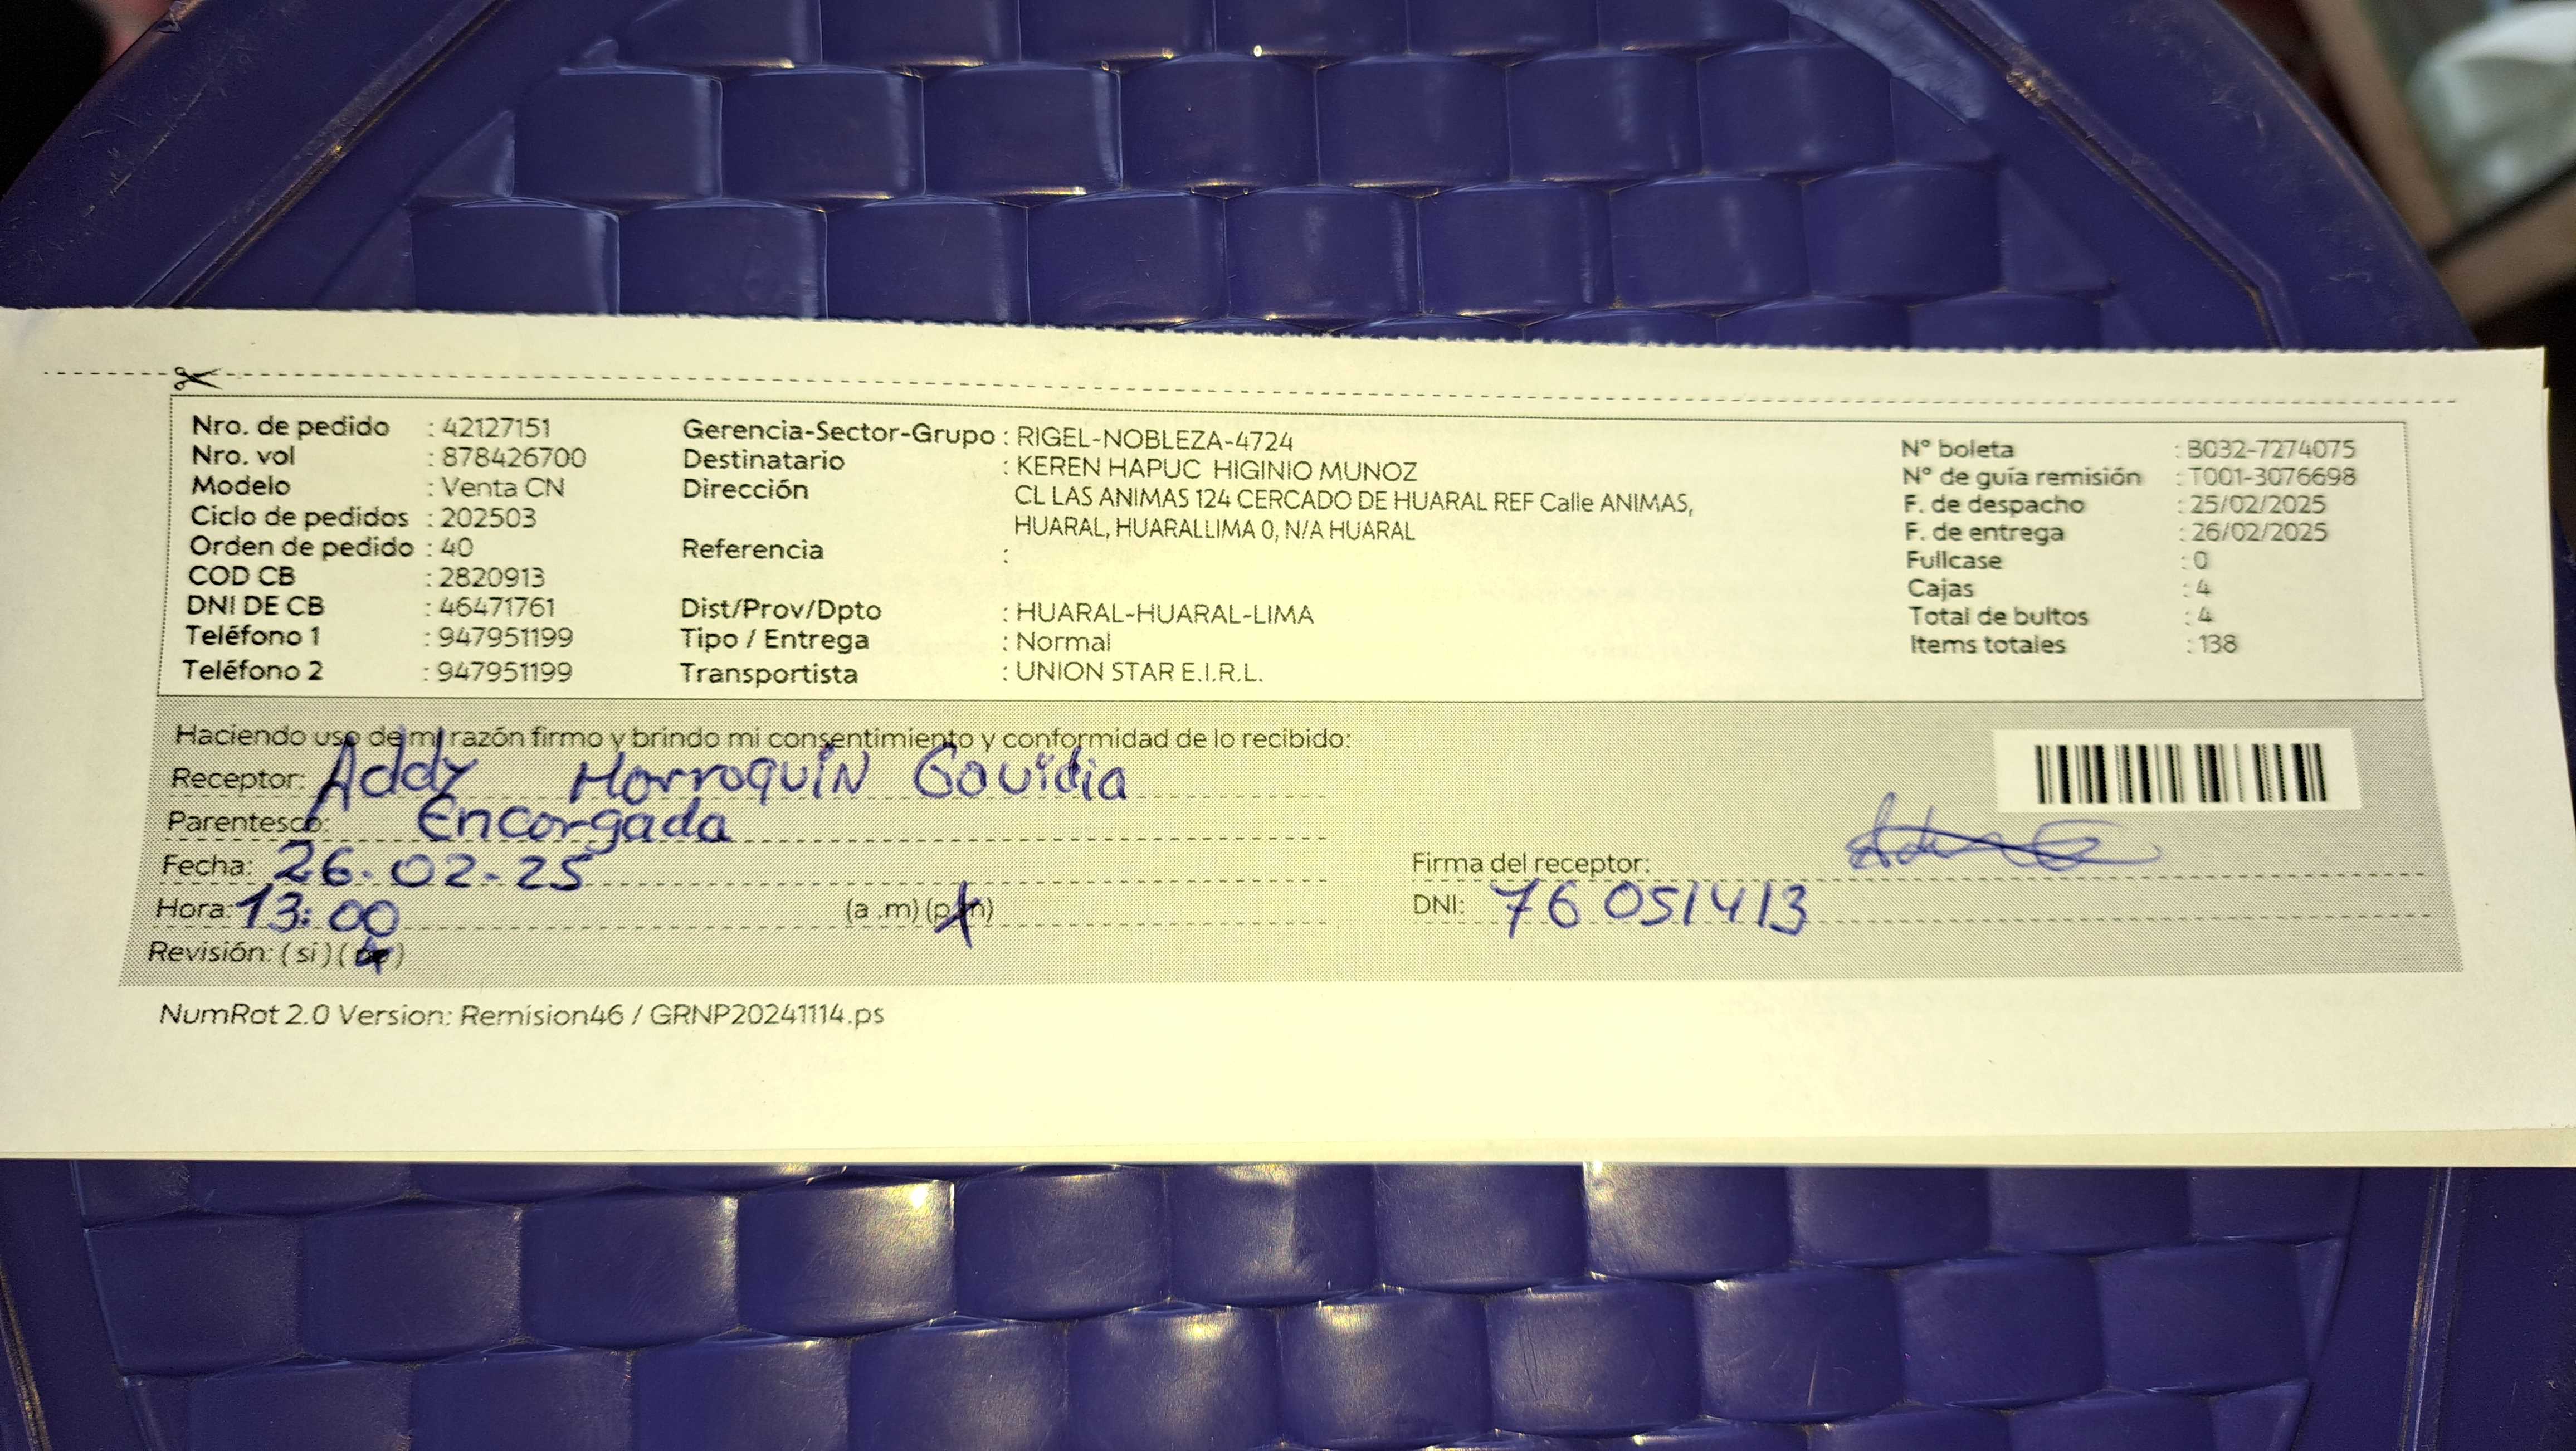 Nro. de pedido : 42127151
Nro. vol : 878426700
Modelo : Venta CN
Ciclo de pedidos : 202503
Orden de pedido : 40
COD CB : 2820913
DNI DE CB : 46471761
Teléfono 1 : 947951199
Teléfono 2 : 947951199
Gerencia-Sector-Grupo : RIGEL-NOBLEZA-4724
Destinatario : KEREN HAPUC HIGINIO MUNOZ
Dirección CL LAS ANIMAS 124 CERCADO DE HUARAL REF Calle ANIMAS,
HUARAL, HUARALLIMA 0, N/A HUARAL
Referencia :
Dist/Prov/Dpto : HUARAL-HUARAL-LIMA
Tipo / Entrega : Normal
Transportista : UNION STAR E.I.R.L.
N° boleta : B032-7274075
N° de guía remisión : T001-3076698
F. de despacho : 25/02/2025
F. de entrega : 26/02/2025
Fullcase : 0
Cajas : 4
Total de bultos : 4
Items totales : 138
Haciendo uso de mi razón firmo y brindo mi consentimiento y conformidad de lo recibido:
Receptor: Addy Morroquin Gavidia
Parentesco: Encargada
Fecha: 26.02.25
Hora: 13:00 (a .m) (p.m)
Revisión: ( si ) ( no )
Firma del receptor:
DNI: 76051413
NumRot 2.0 Version: Remision46 / GRNP20241114.ps